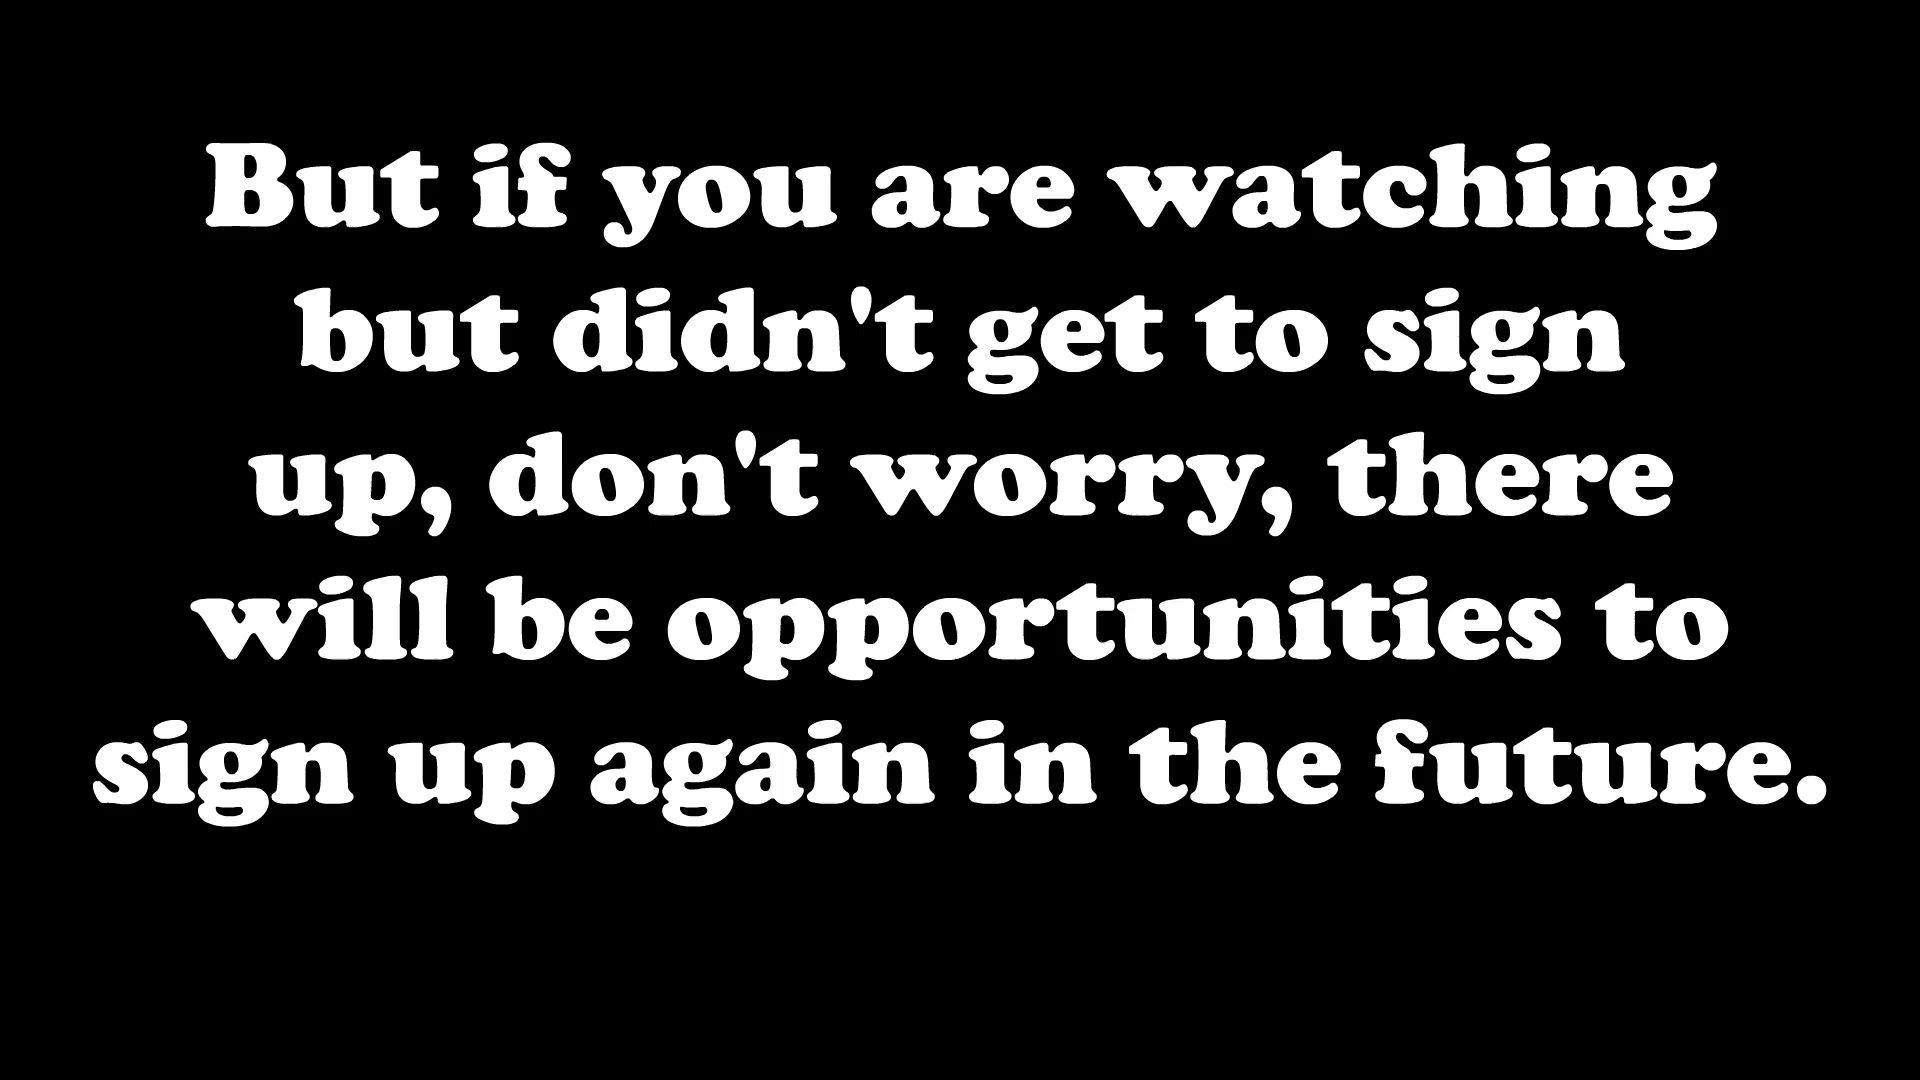 But if you are watching
but didn't get to sign
up, don't worry, there
will be opportunities to
sign up again in the future.